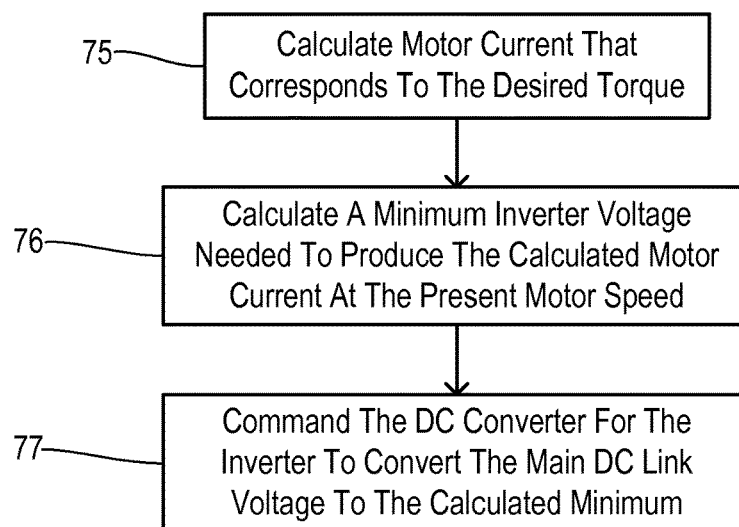 75
Calculate Motor Current That
Corresponds To The Desired Torque
76
Calculate A Minimum Inverter Voltage
Needed To Produce The Calculated Motor
Current At The Present Motor Speed
77
Command The DC Converter For The
Inverter To Convert The Main DC Link
Voltage To The Calculated Minimum